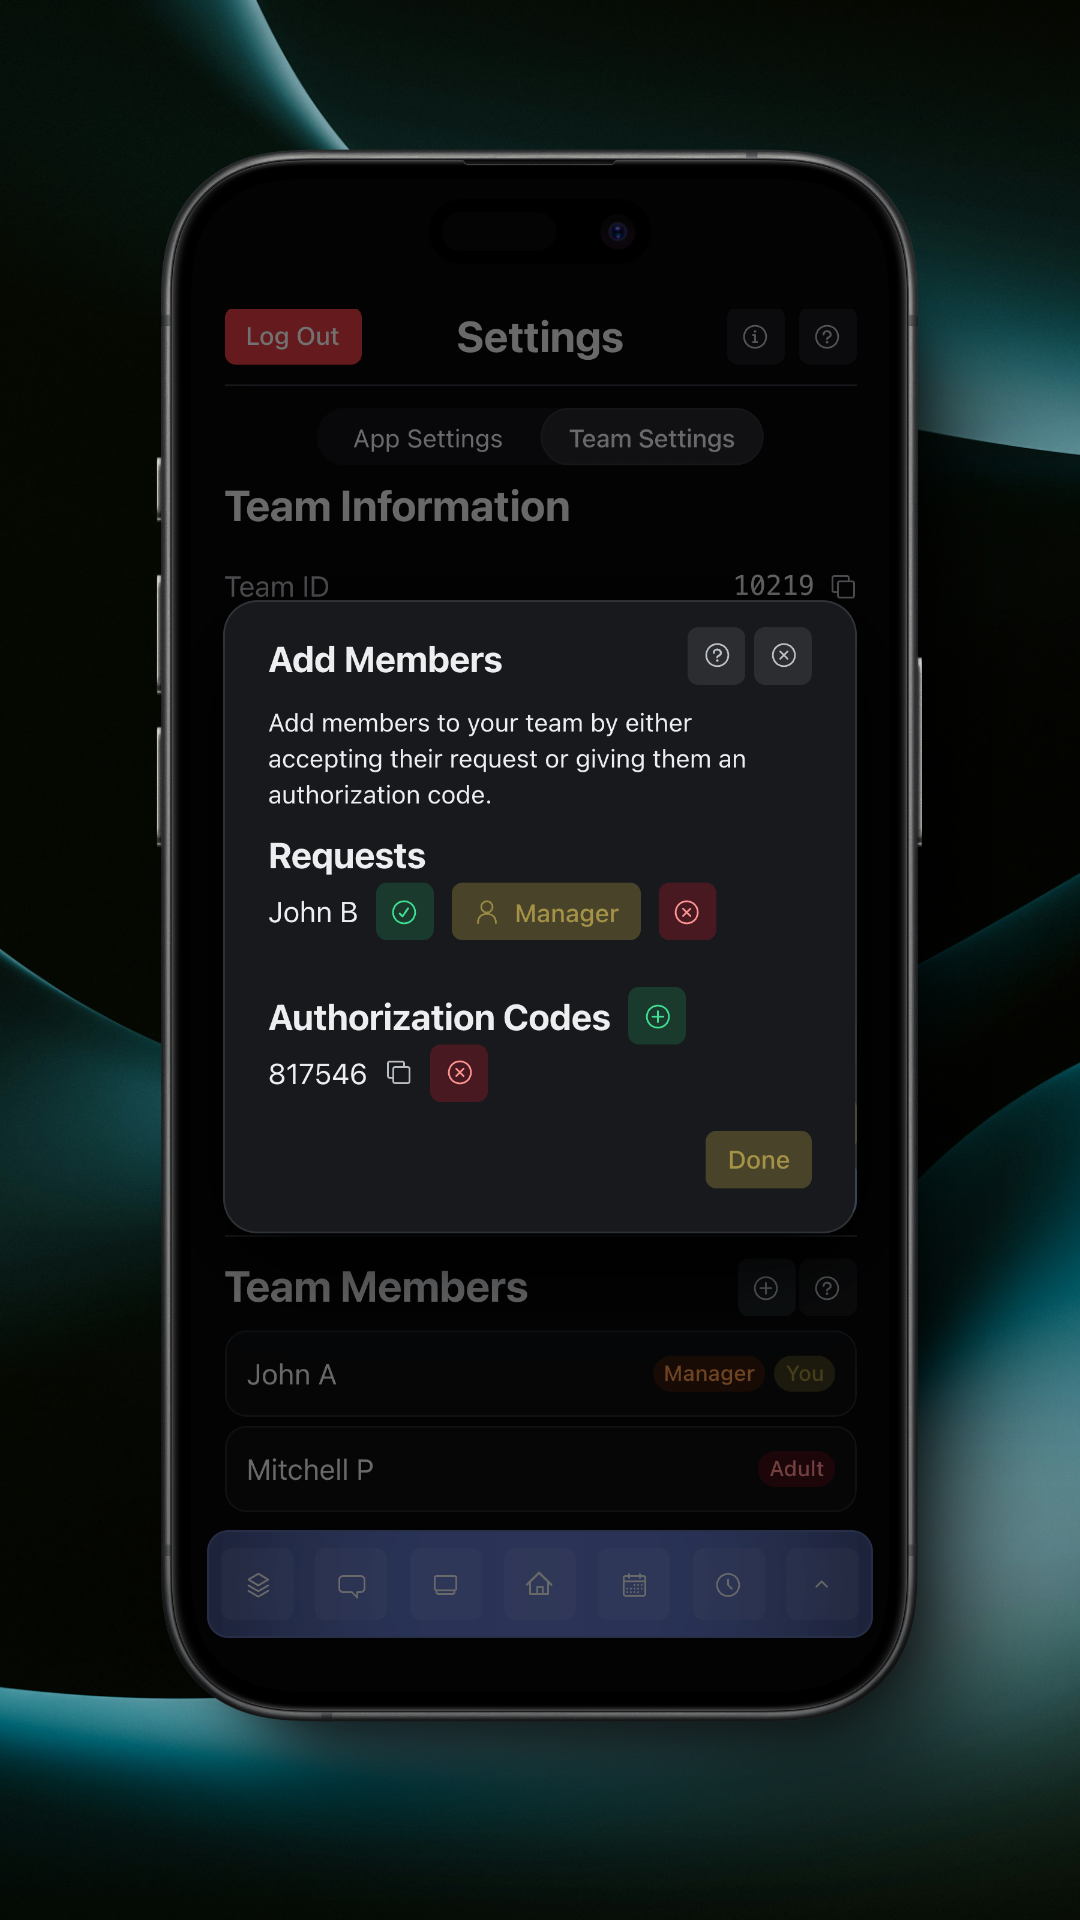 Log Out
Settings
App Settings
Team Settings
Team Information
Team ID
10219
Add Members
Add members to your team by either
accepting their request or giving them an
authorization code.
Requests
John B
Manager
Authorization Codes
817546
Done
Team Members
John A
Manager
You
Mitchell P
Adult